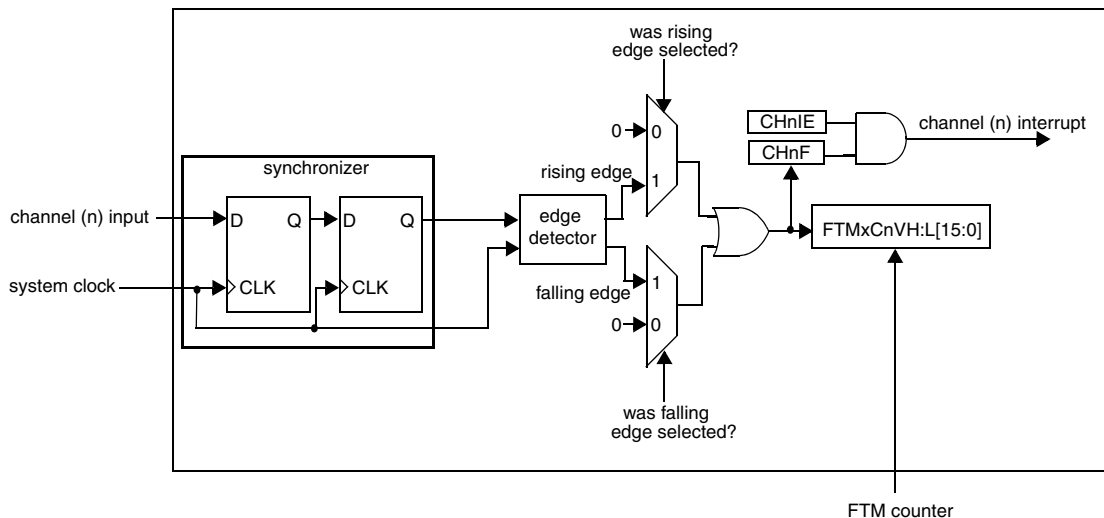 was rising
edge selected?
0
0
CHnIE
CHnF
channel (n) interrupt
synchronizer
rising edge
1
channel (n) input
D
Q
D
Q
edge
detector
FTMxCnVH:L[15:0]
system clock
CLK
CLK
falling edge
1
0
0
was falling
edge selected?
FTM counter